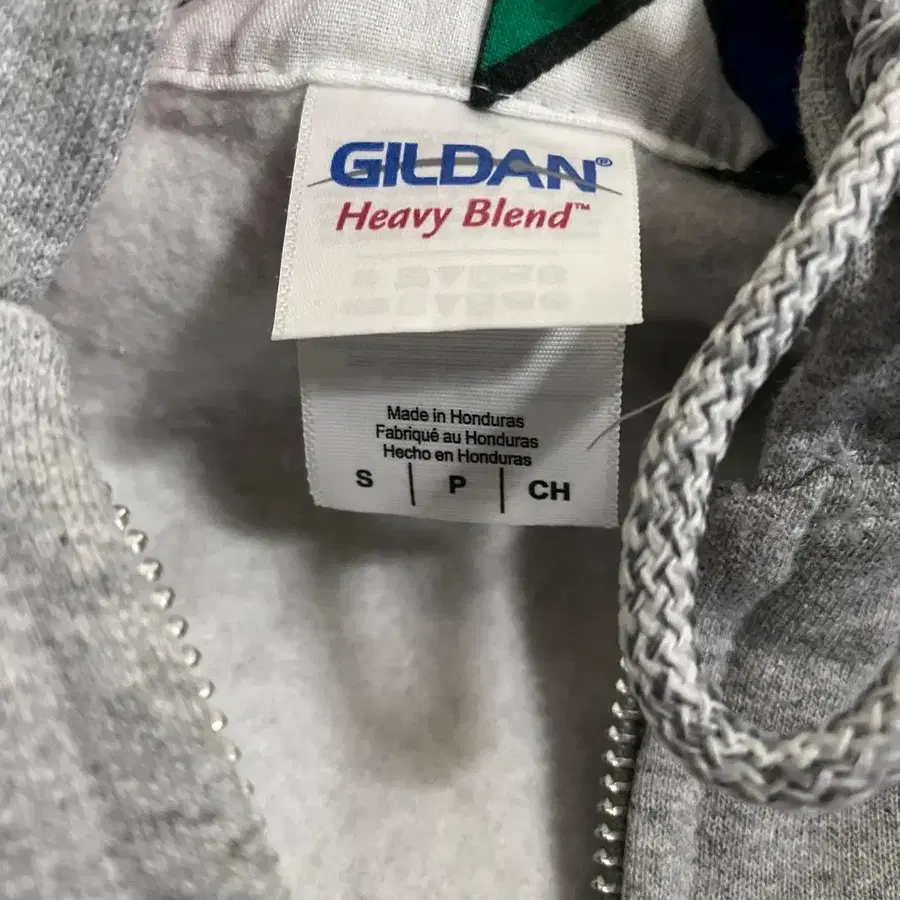 GILDAN®
Heavy Blend™
Made in Honduras
Fabriqué au Honduras
Hecho en Honduras
S | P | CH